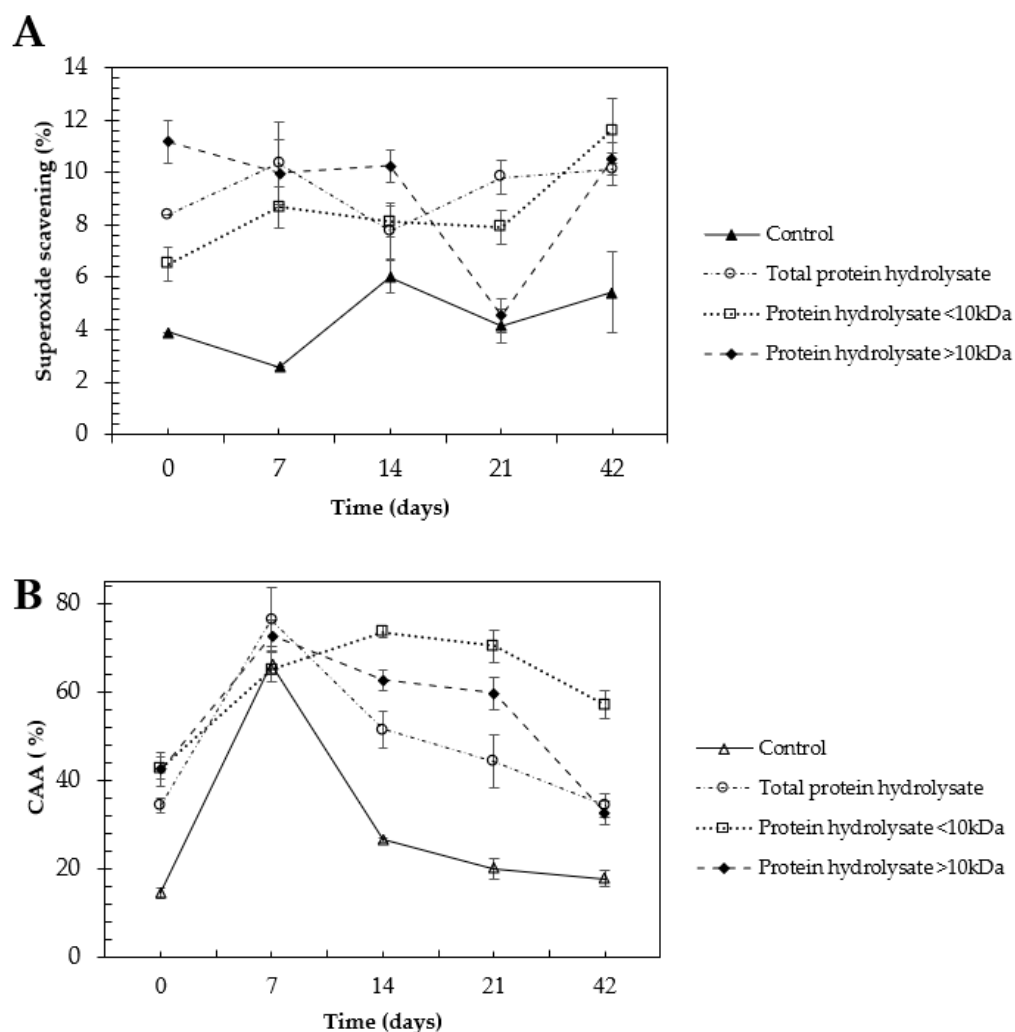 A
14
12
10
8
6
4
2
0
Superoxide scavening (%)
0 7 14 21 42
Time (days)
Control
Total protein hydrolysate
Protein hydrolysate <10kDa
Protein hydrolysate >10kDa
B
80
60
40
20
0
CAA ( %)
0 7 14 21 42
Time (days)
Control
Total protein hydrolysate
Protein hydrolysate <10kDa
Protein hydrolysate >10kDa